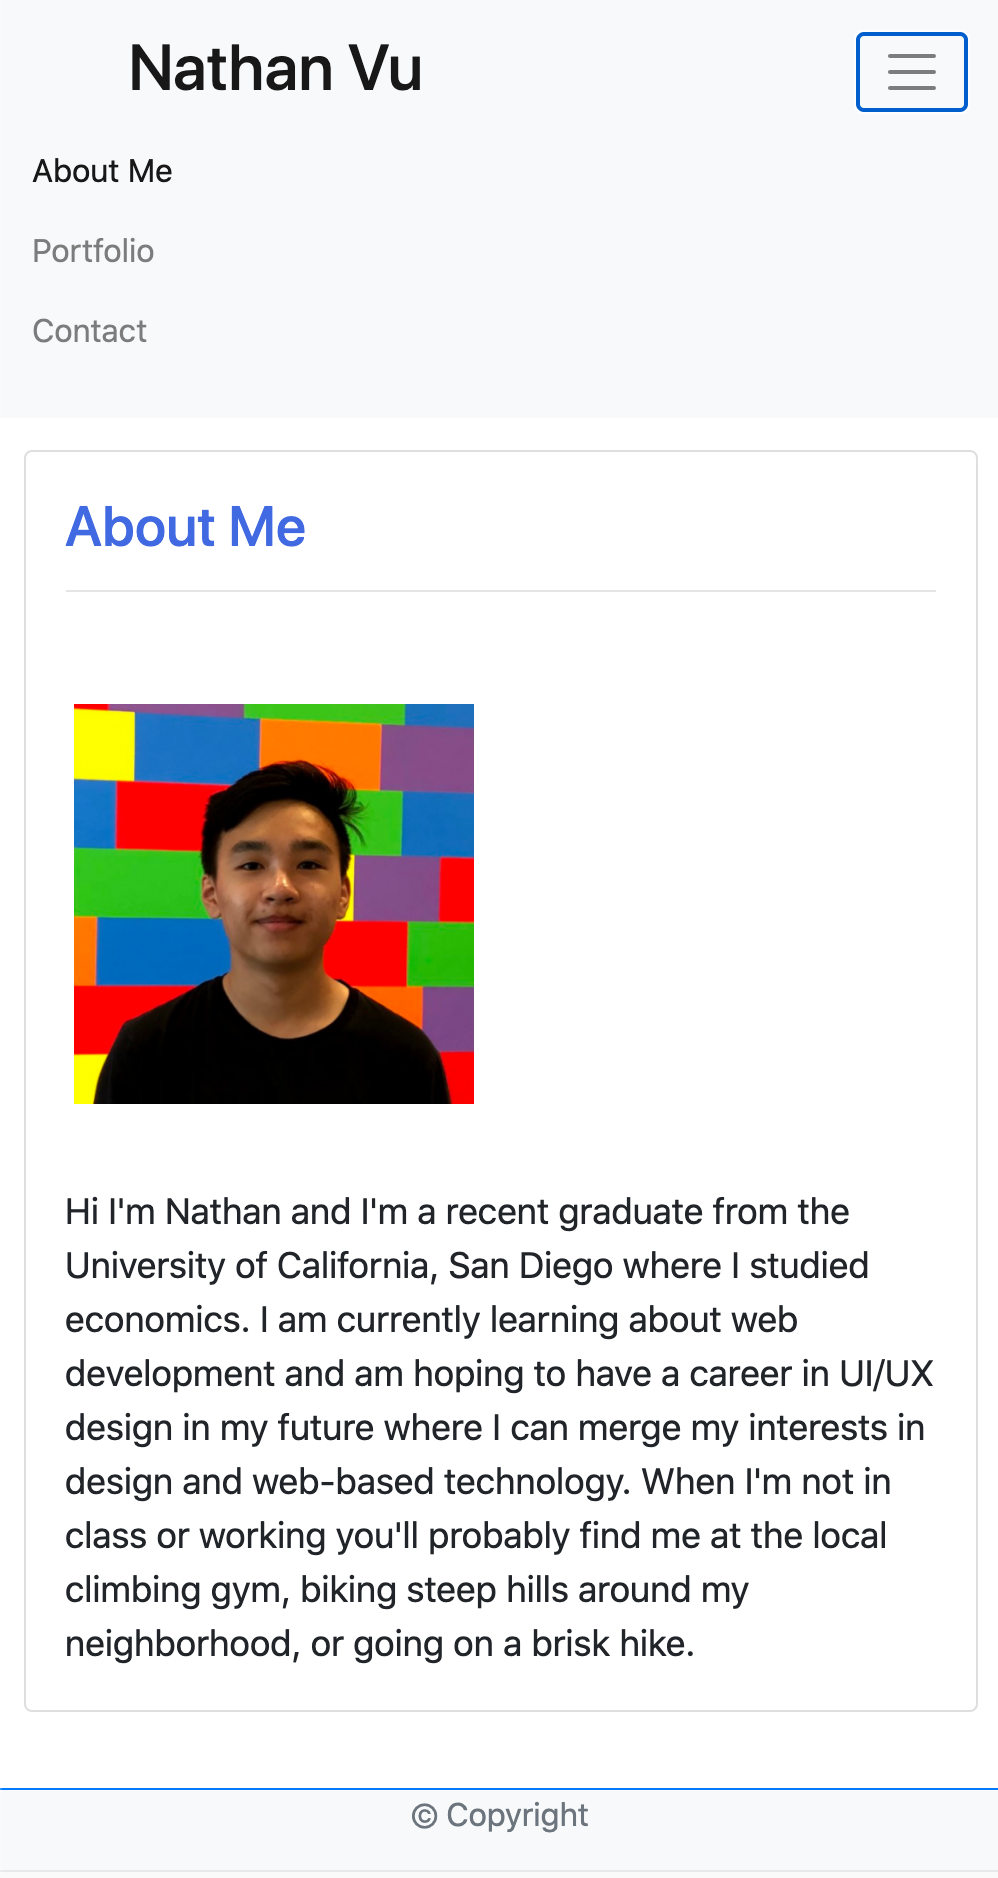 Nathan Vu
About Me
Portfolio
Contact
About Me
Hi I'm Nathan and I'm a recent graduate from the
University of California, San Diego where I studied
economics. I am currently learning about web
development and am hoping to have a career in UI/UX
design in my future where I can merge my interests in
design and web-based technology. When I'm not in
class or working you'll probably find me at the local
climbing gym, biking steep hills around my
neighborhood, or going on a brisk hike.
© Copyright